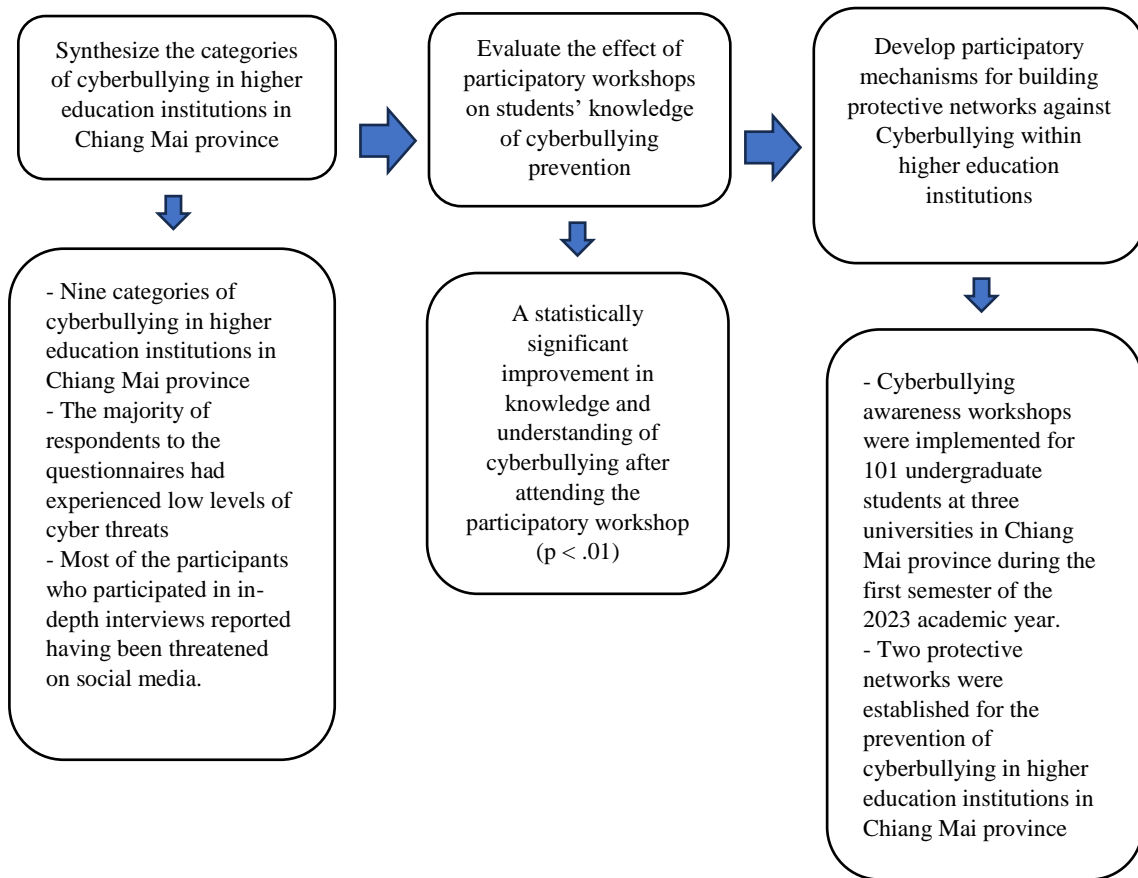 Synthesize the categories
of cyberbullying in higher
education institutions in
Chiang Mai province
Evaluate the effect of
participatory workshops
on students’ knowledge
of cyberbullying
prevention
Develop participatory
mechanisms for building
protective networks against
Cyberbullying within
higher education
institutions
- Nine categories of
cyberbullying in higher
education institutions in
Chiang Mai province
- The majority of
respondents to the
questionnaires had
experienced low levels of
cyber threats
- Most of the participants
who participated in in-
depth interviews reported
having been threatened
on social media.
A statistically
significant
improvement in
knowledge and
understanding of
cyberbullying after
attending the
participatory workshop
(p < .01)
- Cyberbullying
awareness workshops
were implemented for
101 undergraduate
students at three
universities in Chiang
Mai province during the
first semester of the
2023 academic year.
- Two protective
networks were
established for the
prevention of
cyberbullying in higher
education institutions in
Chiang Mai province